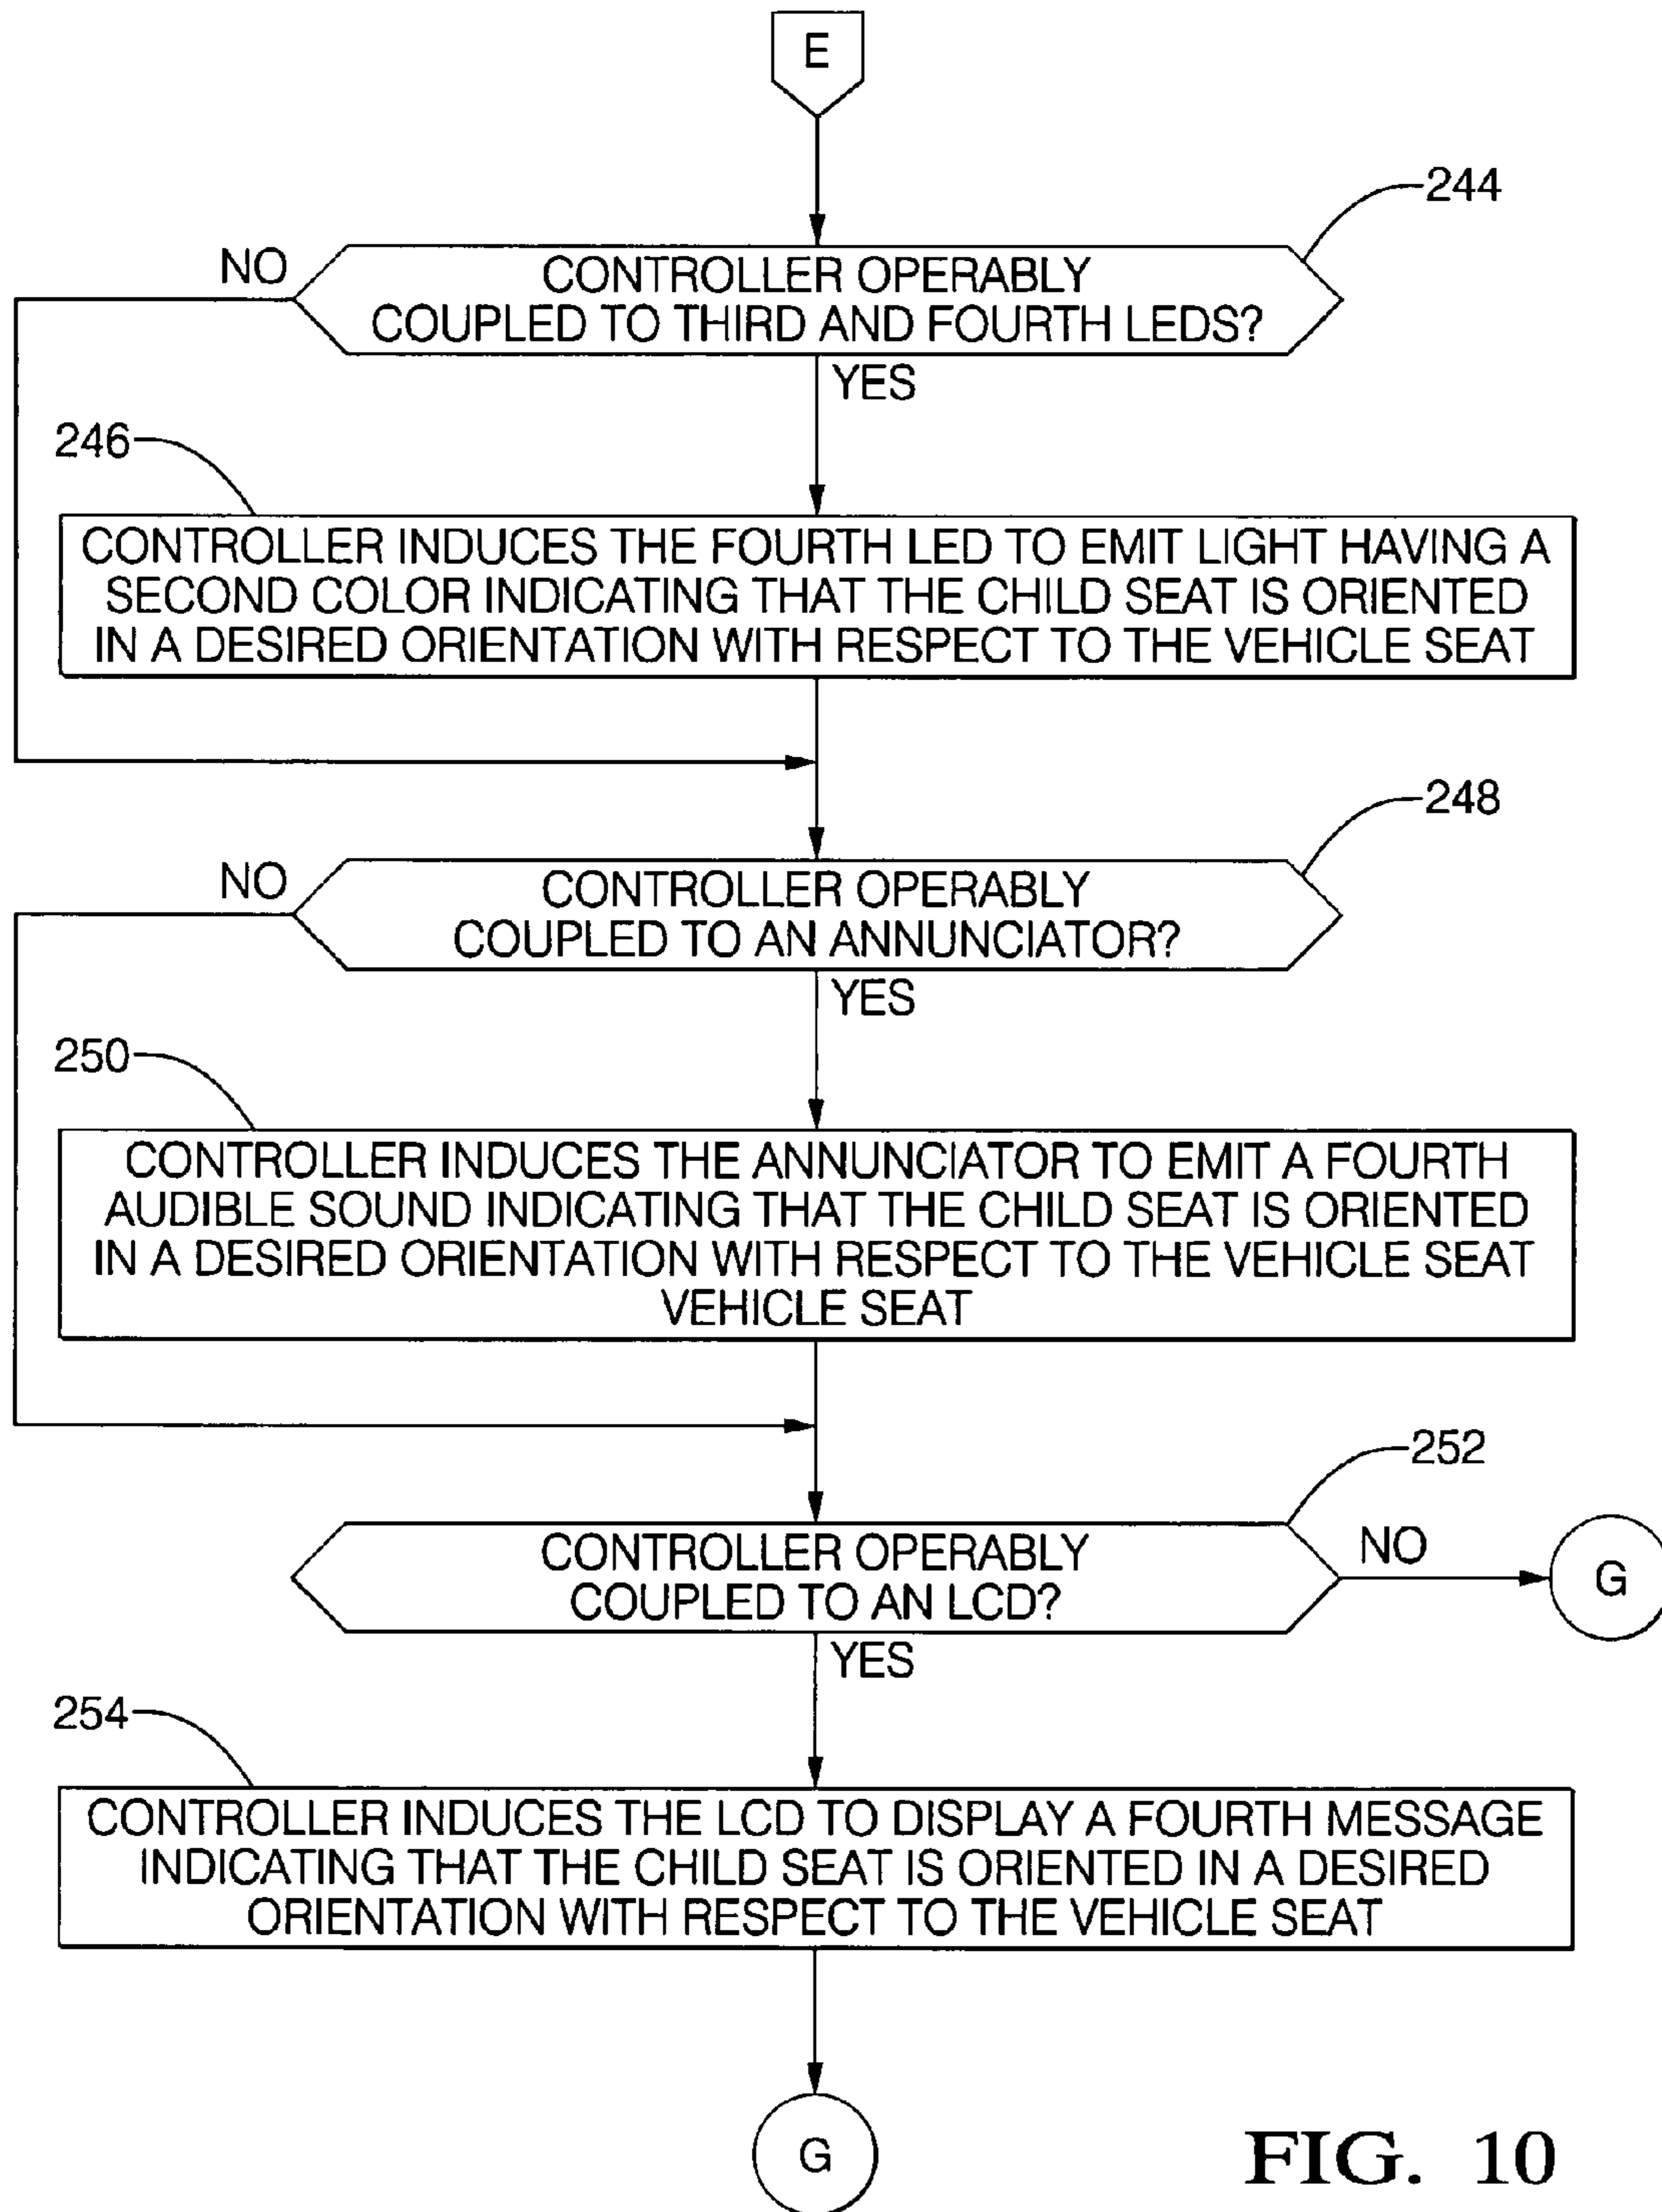 E
244
NO
CONTROLLER OPERABLY
COUPLED TO THIRD AND FOURTH LEDS?
YES
246
CONTROLLER INDUCES THE FOURTH LED TO EMIT LIGHT HAVING A
SECOND COLOR INDICATING THAT THE CHILD SEAT IS ORIENTED
IN A DESIRED ORIENTATION WITH RESPECT TO THE VEHICLE SEAT
248
NO
CONTROLLER OPERABLY
COUPLED TO AN ANNUNCIATOR?
YES
250
CONTROLLER INDUCES THE ANNUNCIATOR TO EMIT A FOURTH
AUDIBLE SOUND INDICATING THAT THE CHILD SEAT IS ORIENTED
IN A DESIRED ORIENTATION WITH RESPECT TO THE VEHICLE SEAT
VEHICLE SEAT
252
CONTROLLER OPERABLY
COUPLED TO AN LCD?
NO
G
YES
254
CONTROLLER INDUCES THE LCD TO DISPLAY A FOURTH MESSAGE
INDICATING THAT THE CHILD SEAT IS ORIENTED IN A DESIRED
ORIENTATION WITH RESPECT TO THE VEHICLE SEAT
G
FIG. 10